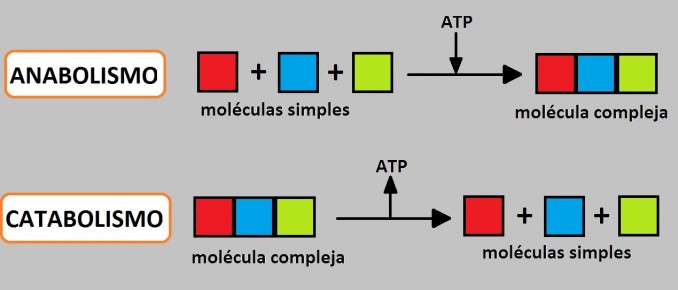 ATP
ANABOLISMO
+
+
moléculas simples
molécula compleja
ATP
CATABOLISMO
+
+
molécula compleja
moléculas simples